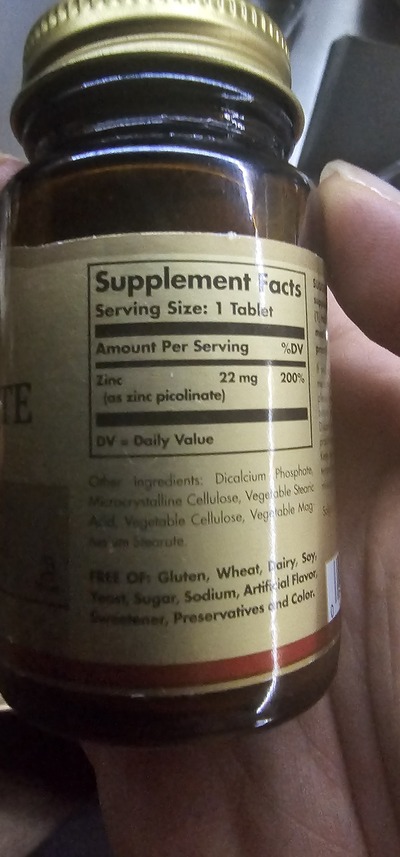 TE
Supplement Facts
Serving Size: 1 Tablet
Amount Per Serving %DV
Zinc 22 mg 200%
(as zinc picolinate)
DV = Daily Value
Other ingredients: Dicalcium Phosphate,
Microcrystalline Cellulose, Vegetable Stearic
Acid, Vegetable Cellulose, Vegetable Mag-
nesium Stearate.
FREE OF: Gluten, Wheat, Dairy, Soy,
Yeast, Sugar, Sodium, Artificial Flavor,
Sweetener, Preservatives and Color.